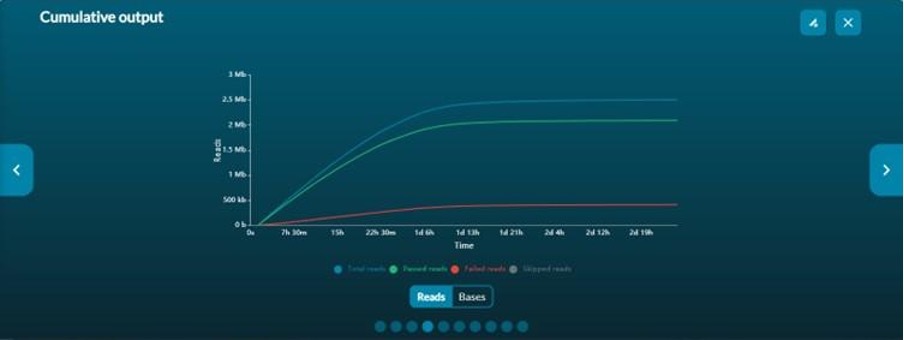 Cumulative output
3 Mb
2.5 Mb
2 Mb
1.5 Mb
1 Mb
500 kb
0 b
Reads
0s 7h 30m 15h 22h 30m 1d 6h 1d 13h 1d 21h 2d 4h 2d 12h 2d 19h
Time
Total reads Passed reads Failed reads Skipped reads
Reads Bases